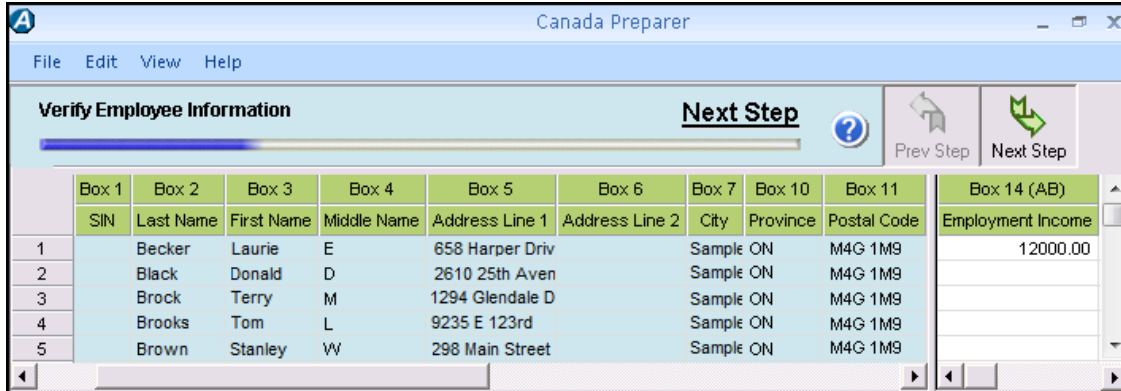 Canada Preparer
File Edit View Help
Verify Employee Information Next Step Prev Step Next Step
Box 1 Box 2 Box 3 Box 4 Box 5 Box 6 Box 7 Box 10 Box 11 Box 14 (AB)
SIN Last Name First Name Middle Name Address Line 1 Address Line 2 City Province Postal Code Employment Income
1 Becker Laurie E 658 Harper Driv Sample ON M4G 1M9 12000.00
2 Black Donald D 2610 25th Aven Sample ON M4G 1M9
3 Brock Terry M 1294 Glendale D Sample ON M4G 1M9
4 Brooks Tom L 9235 E 123rd Sample ON M4G 1M9
5 Brown Stanley W 298 Main Street Sample ON M4G 1M9